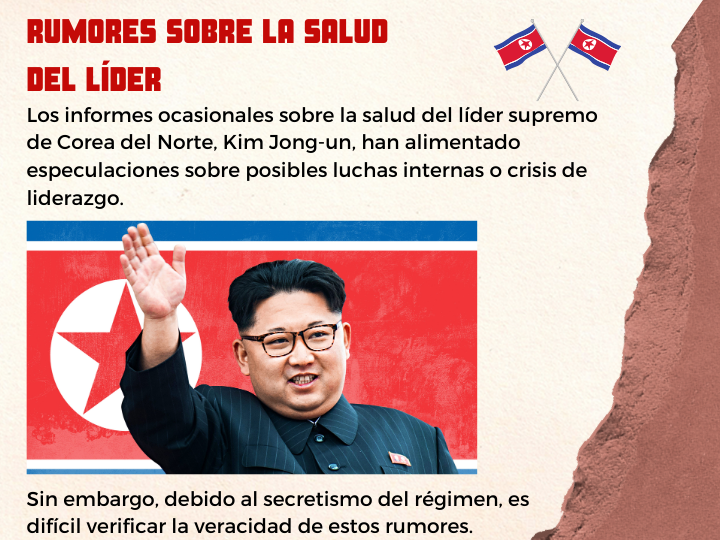 RUMORES SOBRE LA SALUD
DEL LÍDER
Los informes ocasionales sobre la salud del líder supremo
de Corea del Norte, Kim Jong-un, han alimentado
especulaciones sobre posibles luchas internas o crisis de
liderazgo.
Sin embargo, debido al secretismo del régimen, es
difícil verificar la veracidad de estos rumores.